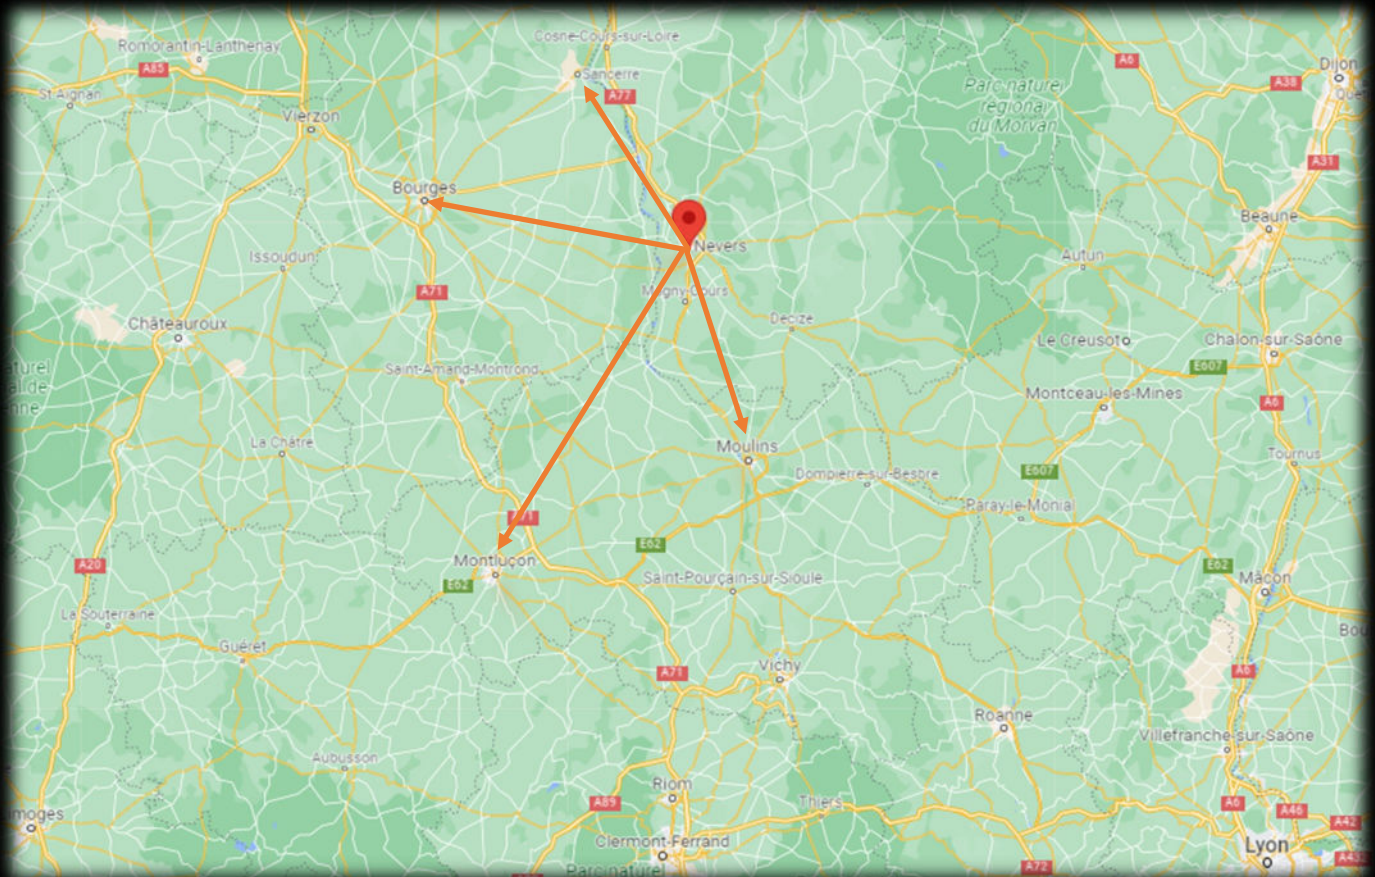 Cosne-Cours-sur-Loire
Romorantin-Lanthenay
A85
Sancerre
A6
Dijon
A38
St Aignan
A77
Parc naturel
régional
du Morvan
Vierzon
A31
Bourges
Beaune
Nevers
Issoudun
Autun
A71
Magny-Cours
Decize
Châteauroux
Le Creusot
Chalon-sur-Saône
Saint-Amand-Montrond
E607
Montceau-les-Mines
A6
La Châtre
Moulins
Tournus
Dompierre-sur-Besbre
E607
Paray-le-Monial
E62
Montluçon
A20
E62
E62
Saint-Pourçain-sur-Sioule
Mâcon
La Souterraine
Guéret
Vichy
A71
A6
Roanne
Villefranche-sur-Saône
Aubusson
Riom
A89
Thiers
A6
A46
A42
Clermont-Ferrand
Lyon
A72
Parc naturel